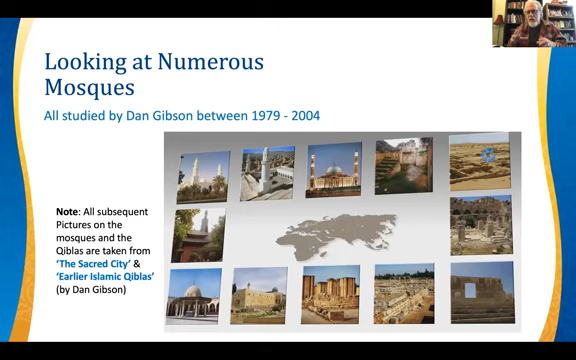 Looking at Numerous
Mosques
All studied by Dan Gibson between 1979 - 2004
Note: All subsequent
Pictures on the
mosques and the
Qiblas are taken from
'The Sacred City' &
'Earlier Islamic Qiblas'
(by Dan Gibson)